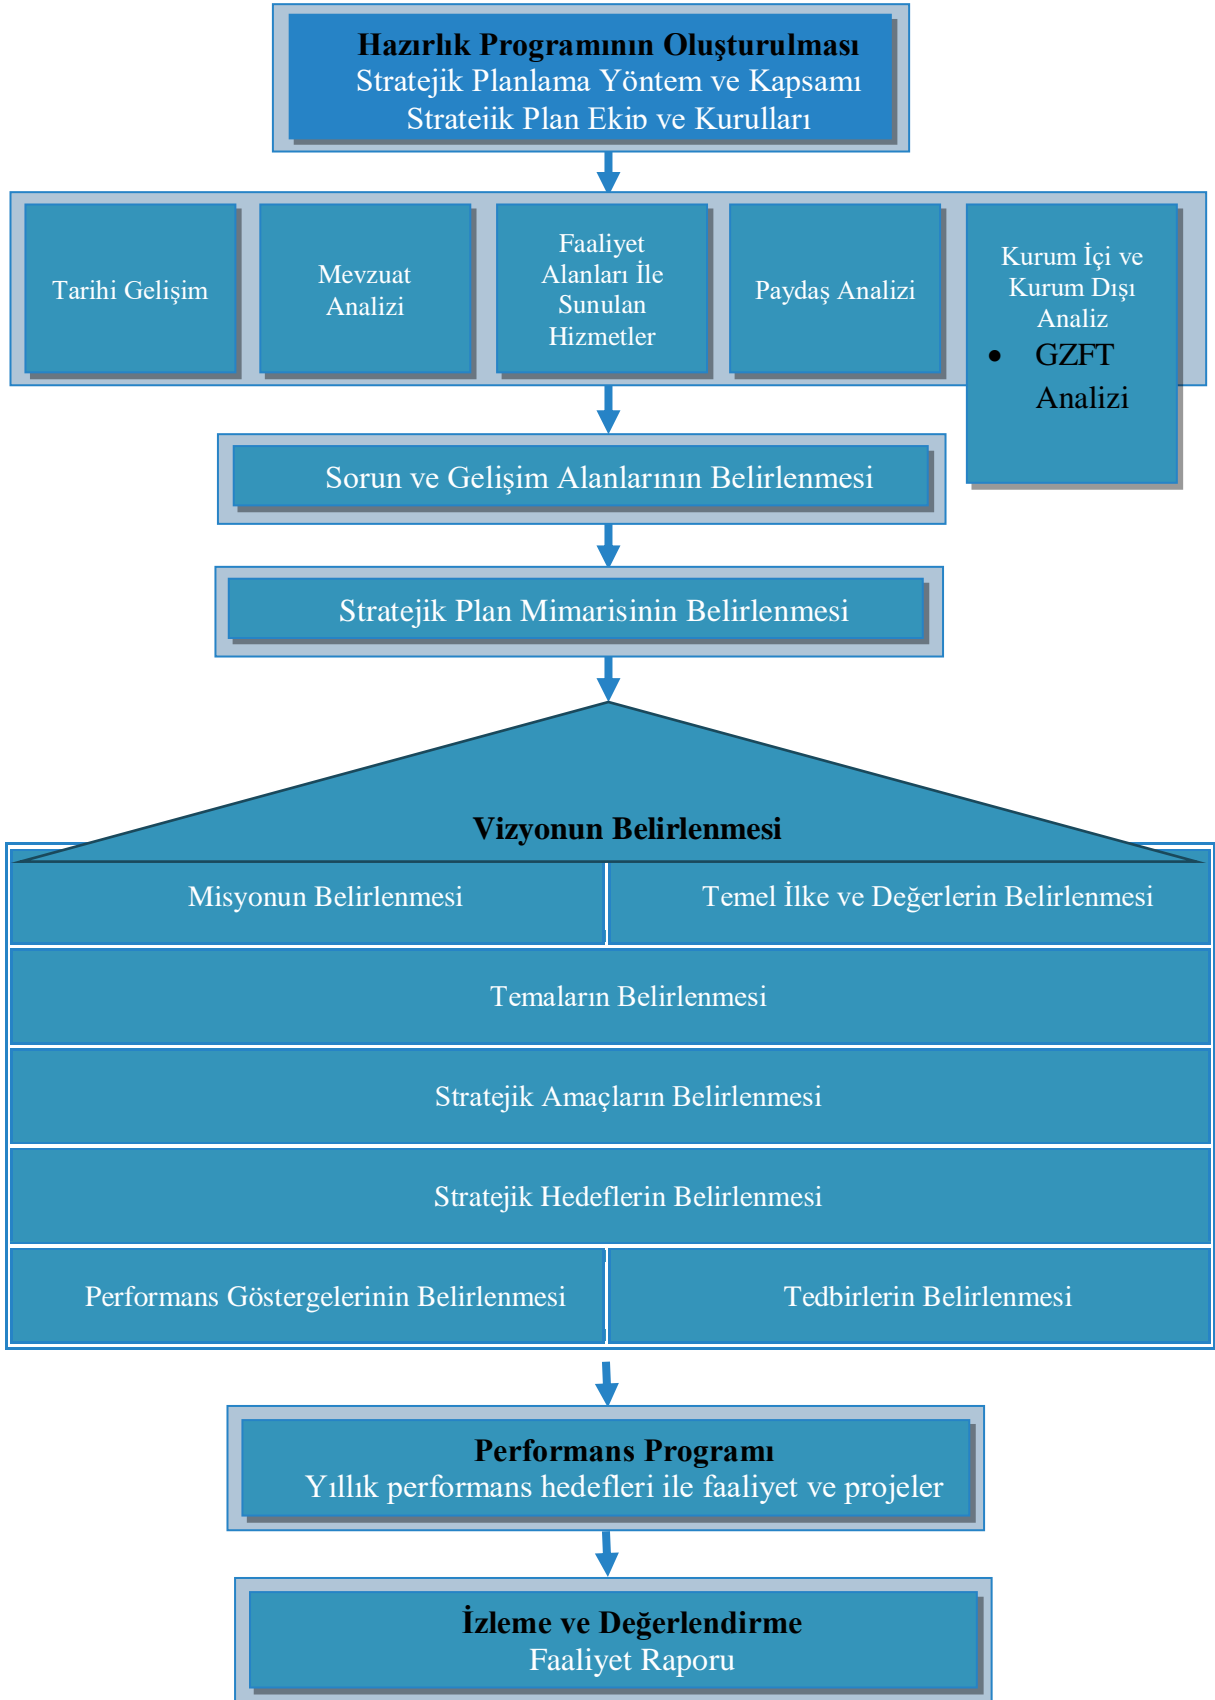 Hazırlık Programının Oluşturulması
Stratejik Planlama Yöntem ve Kapsamı
Stratejik Plan Ekip ve Kurulları
Tarihi Gelişim
Mevzuat
Analizi
Faaliyet
Alanları İle
Sunulan
Hizmetler
Paydaş Analizi
Kurum İçi ve
Kurum Dışı
Analiz
• GZFT
Analizi
Sorun ve Gelişim Alanlarının Belirlenmesi
Stratejik Plan Mimarisinin Belirlenmesi
Vizyonun Belirlenmesi
Misyonun Belirlenmesi
Temel İlke ve Değerlerin Belirlenmesi
Temaların Belirlenmesi
Stratejik Amaçların Belirlenmesi
Stratejik Hedeflerin Belirlenmesi
Performans Göstergelerinin Belirlenmesi
Tedbirlerin Belirlenmesi
Performans Programı
Yıllık performans hedefleri ile faaliyet ve projeler
İzleme ve Değerlendirme
Faaliyet Raporu